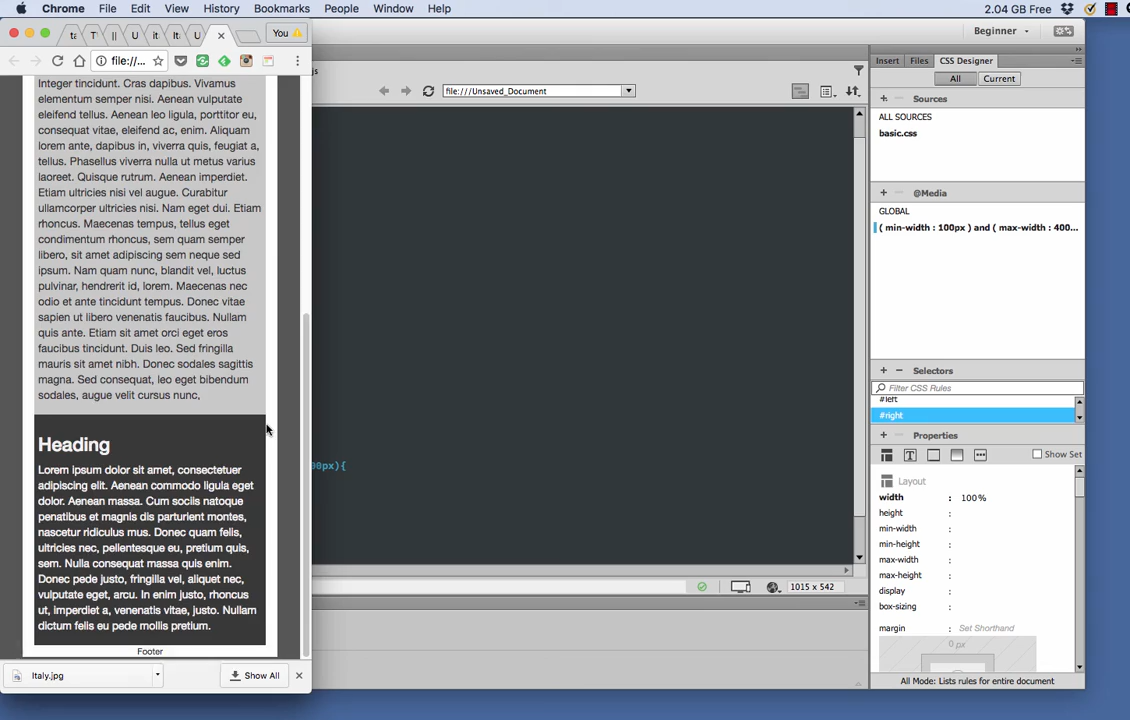 Chrome File Edit View History Bookmarks People Window Help 2.04 GB Free
You
file://...
Integer tincidunt. Cras dapibus. Vivamus
elementum semper nisi. Aenean vulputate
eleifend tellus. Aenean leo ligula, porttitor eu,
consequat vitae, eleifend ac, enim. Aliquam
lorem ante, dapibus in, viverra quis, feugiat a,
tellus. Phasellus viverra nulla ut metus varius
laoreet. Quisque rutrum. Aenean imperdiet.
Etiam ultricies nisi vel augue. Curabitur
ullamcorper ultricies nisi. Nam eget dui. Etiam
rhoncus. Maecenas tempus, tellus eget
condimentum rhoncus, sem quam semper
libero, sit amet adipiscing sem neque sed
ipsum. Nam quam nunc, blandit vel, luctus
pulvinar, hendrerit id, lorem. Maecenas nec
odio et ante tincidunt tempus. Donec vitae
sapien ut libero venenatis faucibus. Nullam
quis ante. Etiam sit amet orci eget eros
faucibus tincidunt. Duis leo. Sed fringilla
mauris sit amet nibh. Donec sodales sagittis
magna. Sed consequat, leo eget bibendum
sodales, augue velit cursus nunc,
Heading
Lorem ipsum dolor sit amet, consectetuer
adipiscing elit. Aenean commodo ligula eget
dolor. Aenean massa. Cum sociis natoque
penatibus et magnis dis parturient montes,
nascetur ridiculus mus. Donec quam felis,
ultricies nec, pellentesque eu, pretium quis,
sem. Nulla consequat massa quis enim.
Donec pede justo, fringilla vel, aliquet nec,
vulputate eget, arcu. In enim justo, rhoncus
ut, imperdiet a, venenatis vitae, justo. Nullam
dictum felis eu pede mollis pretium.
Footer
Italy.jpg
Show All
Beginner
file:///Unsaved_Document
00px){
1015 x 542
Insert Files CSS Designer
All Current
Sources
ALL SOURCES
basic.css
@Media
GLOBAL
( min-width : 100px ) and ( max-width : 400...
Selectors
Filter CSS Rules
#left
#right
Properties
Show Set
Layout
width : 100%
height :
min-width :
min-height :
max-width :
max-height :
display :
box-sizing :
margin : Set Shorthand
0 px
All Mode: Lists rules for entire document